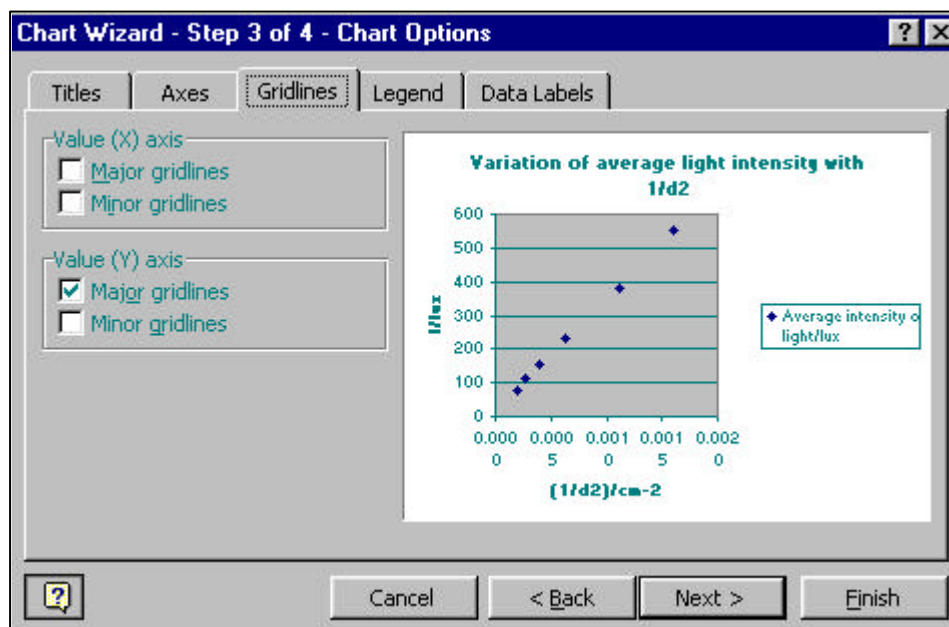 Chart Wizard - Step 3 of 4 - Chart Options
Titles Axes Gridlines Legend Data Labels
Value (X) axis
Major gridlines
Minor gridlines
Value (Y) axis
Major gridlines
Minor gridlines
Variation of average light intensity with
1/d2
600
500
400
300
200
100
0
I/lux
0.000 0.000 0.001 0.001 0.002
0 5 0 5 0
(1/d2)/cm-2
Average intensity o
light/lux
Cancel < Back Next > Finish